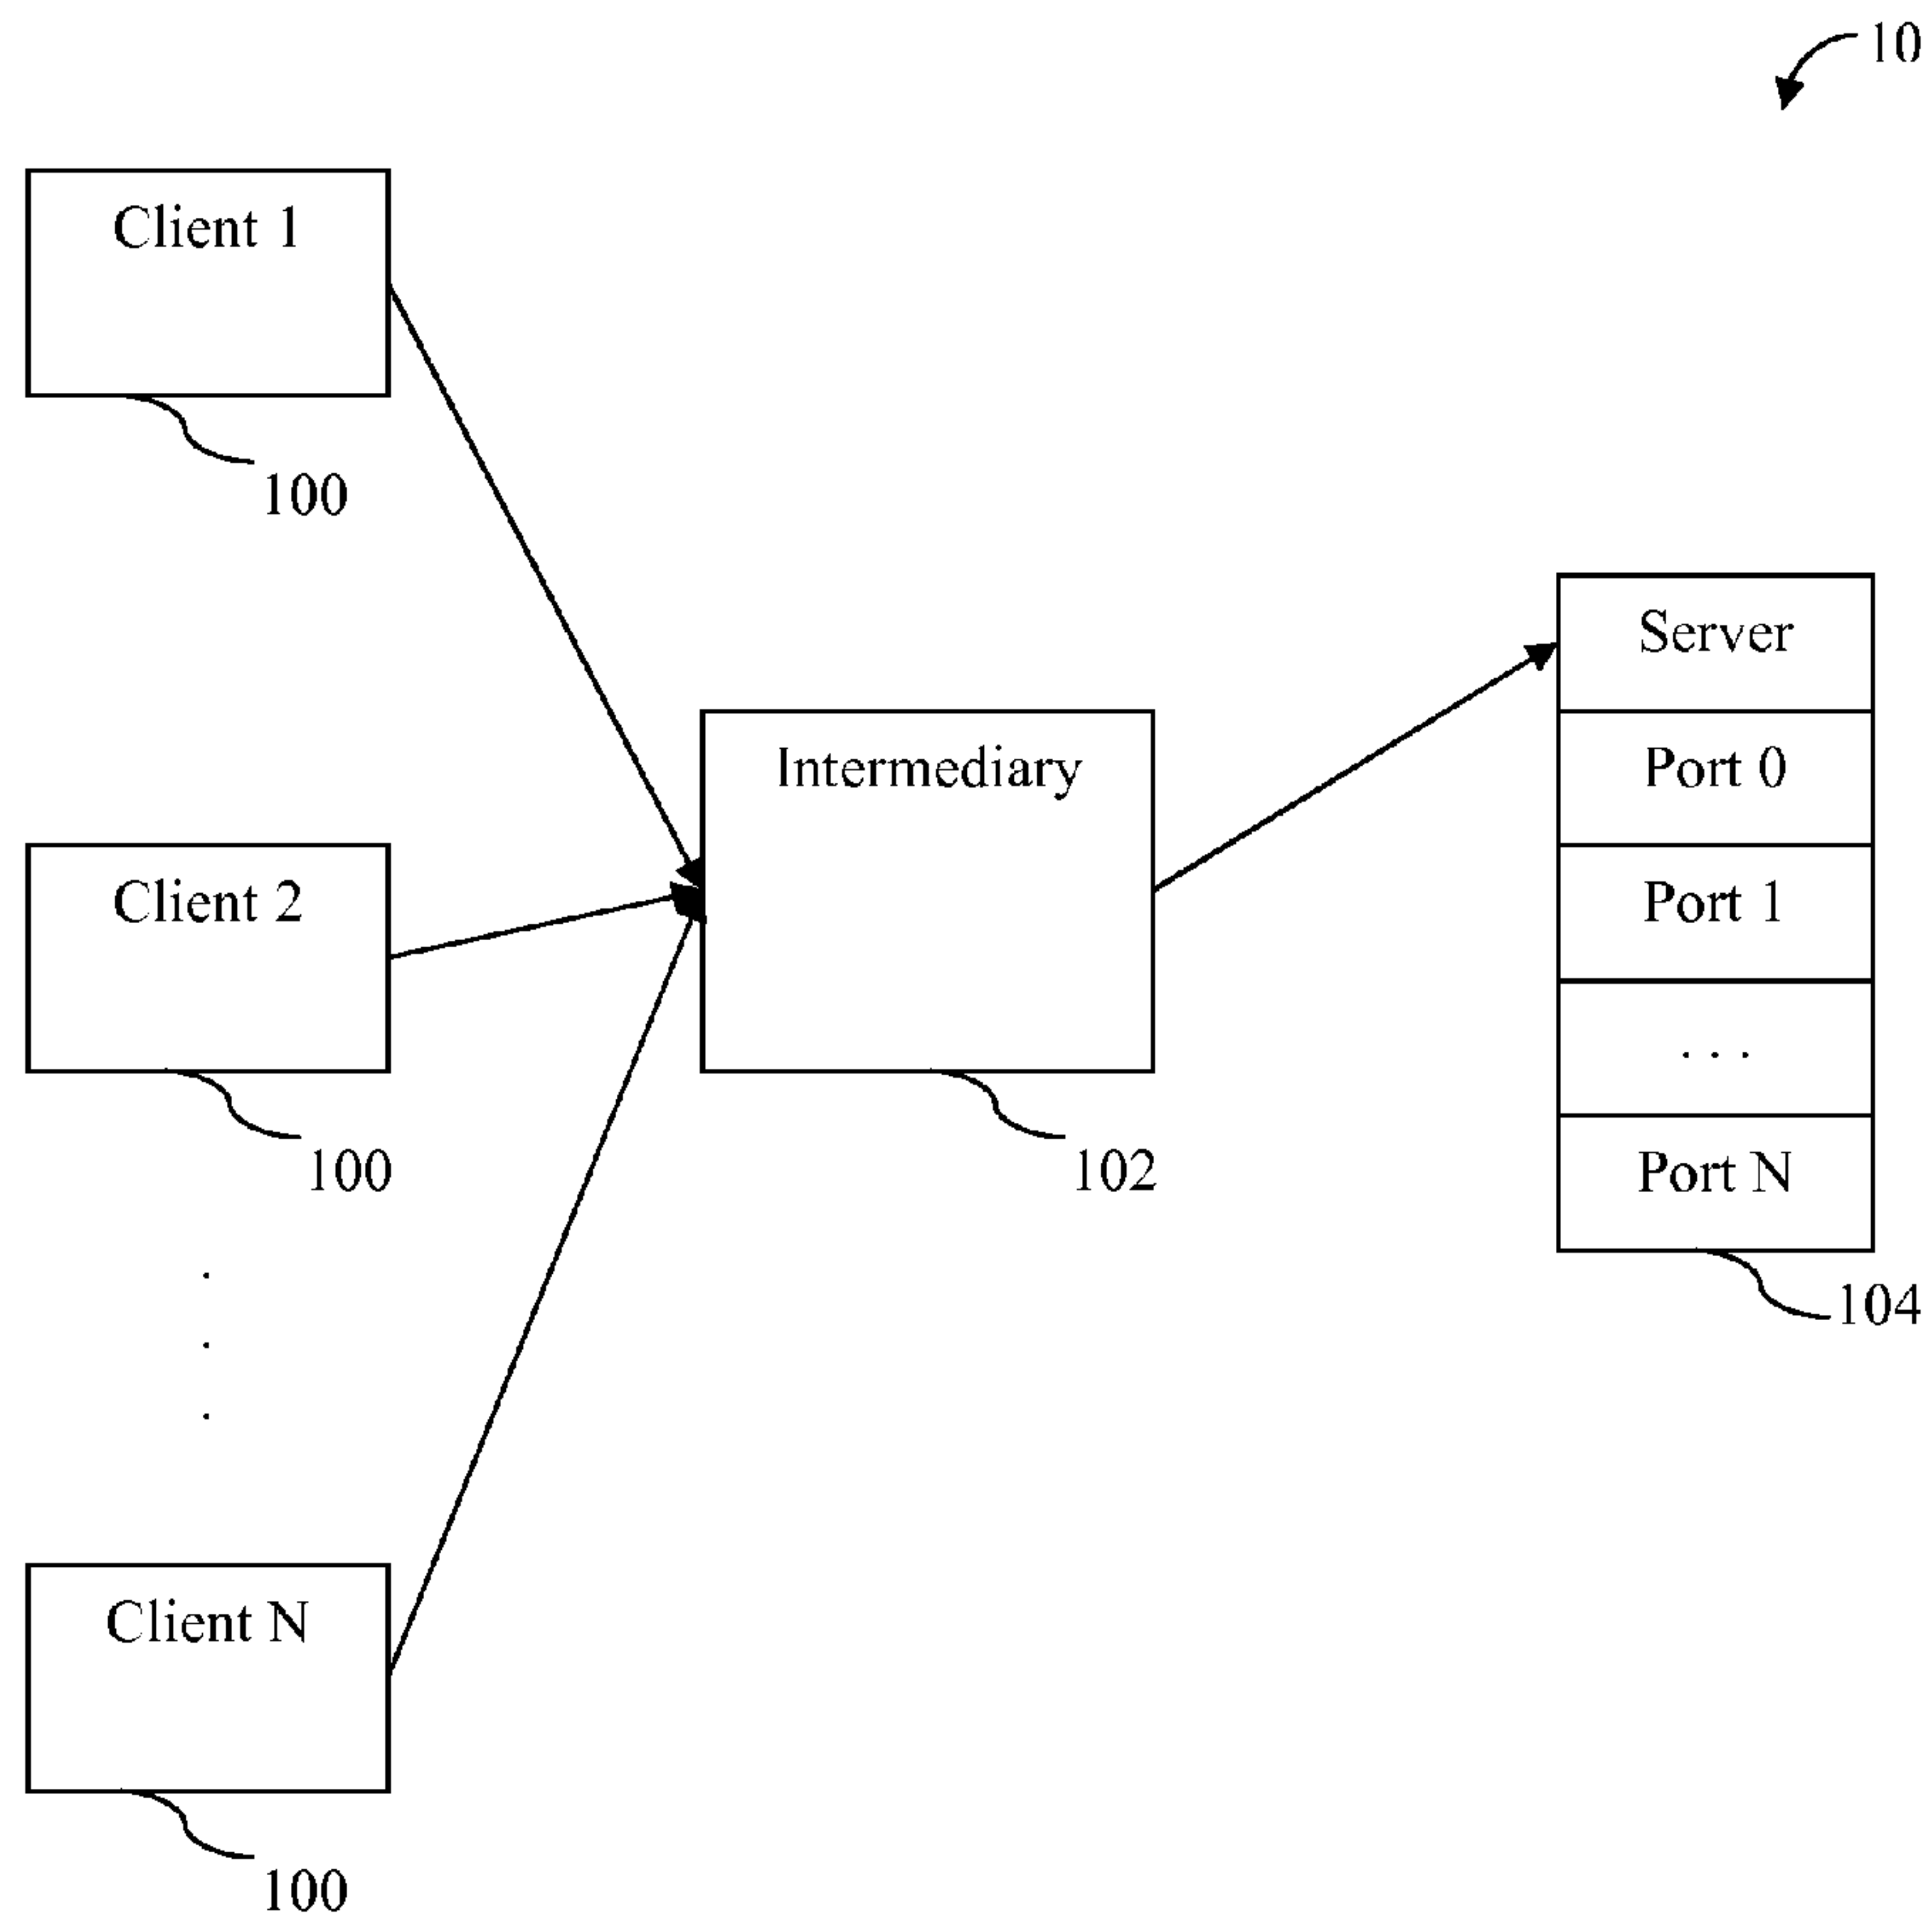 10
Client 1
100
Server
Intermediary
Port 0
Client 2
Port 1
. . .
100
102
Port N
104
.
.
.
Client N
100